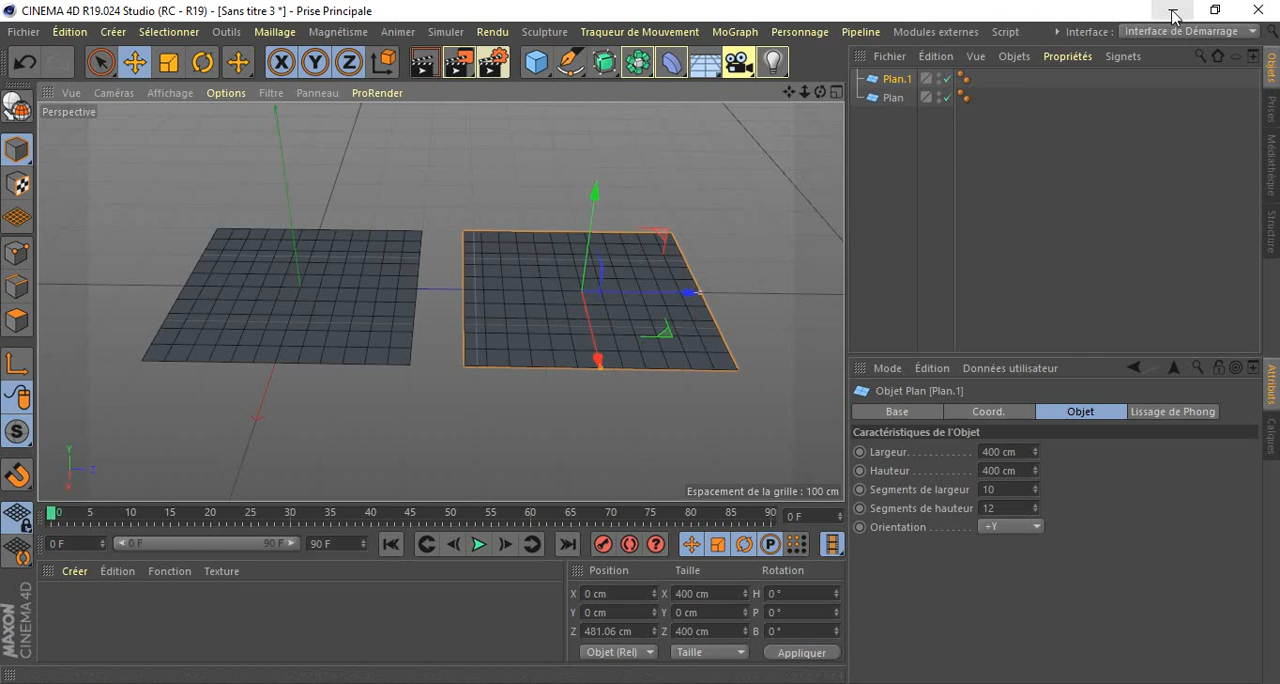 CINEMA 4D R19.024 Studio (RC - R19) - [Sans titre 3 *] - Prise Principale
Fichier Édition Créer Sélectionner Outils Maillage Magnétisme Animer Simuler Rendu Sculpture Traqueur de Mouvement MoGraph Personnage Pipeline Modules externes Script Interface : Interface de Démarrage
X Y Z
Fichier Édition Vue Objets Propriétés Signets
Vue Caméras Affichage Options Filtre Panneau ProRender
Perspective
Plan.1
Plan
Objets
Prises
Médiathèque
Structure
Y
Z
X
Espacement de la grille : 100 cm
Mode Édition Données utilisateur
Objet Plan [Plan.1]
Base Coord. Objet Lissage de Phong
Caractéristiques de l'Objet
Largeur. . . . . . . . . . . 400 cm
Hauteur . . . . . . . . . . 400 cm
Segments de largeur 10
Segments de hauteur 12
Orientation . . . . . . . +Y
Attributs
Calques
0 5 10 15 20 25 30 35 40 45 50 55 60 65 70 75 80 85 90 0 F
0 F 0 F 90 F 90 F
Créer Édition Fonction Texture
Position Taille Rotation
X 0 cm X 400 cm H 0 °
Y 0 cm Y 0 cm P 0 °
Z 481.06 cm Z 400 cm B 0 °
Objet (Rel) Taille Appliquer
MAXON
CINEMA 4D